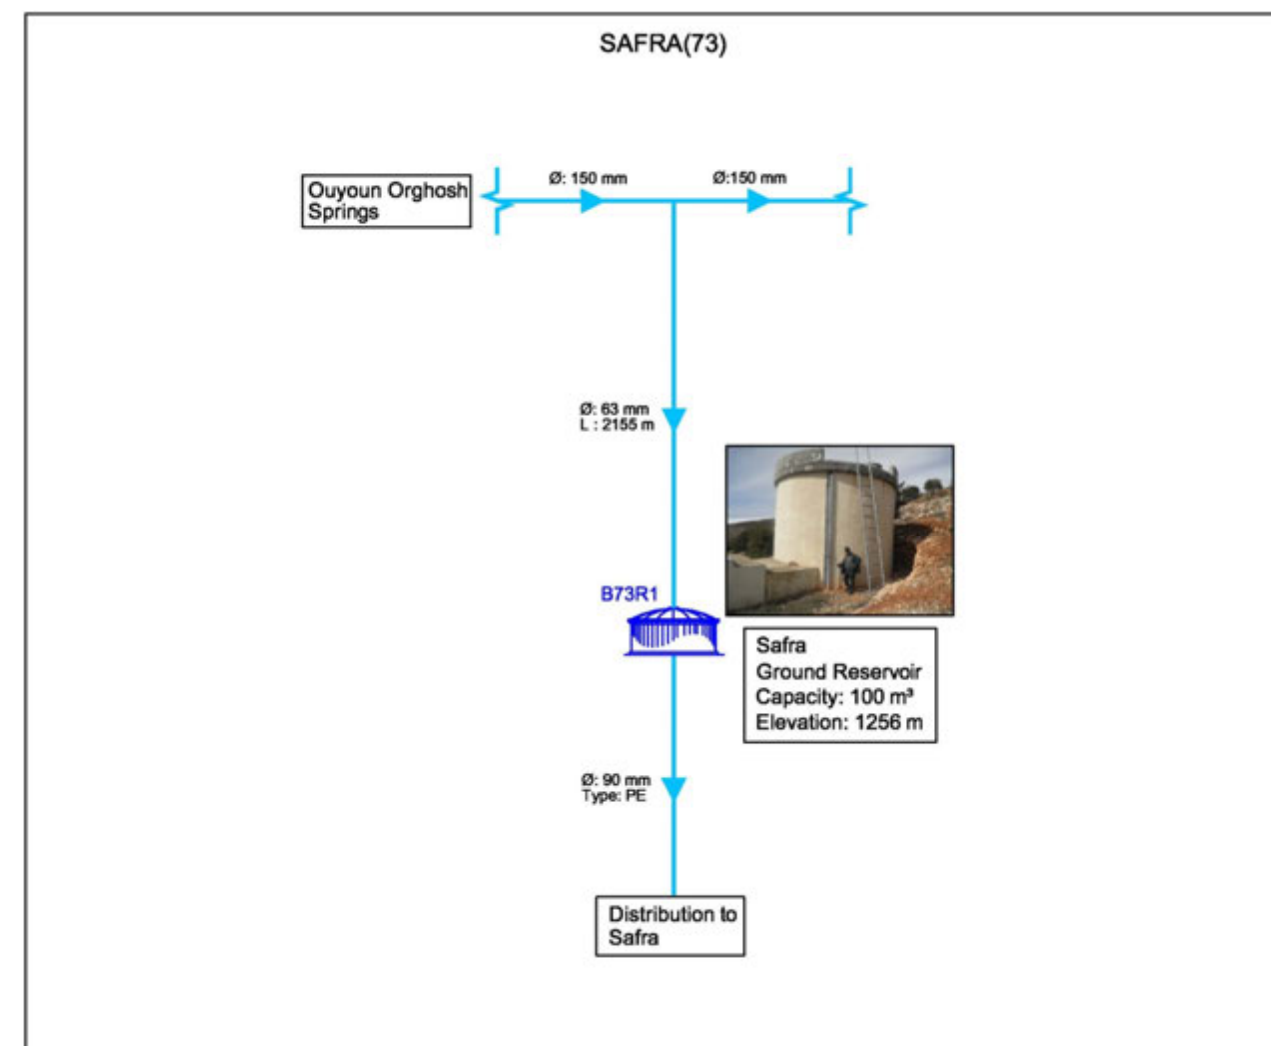 SAFRA(73)
Ø: 150 mm
Ø:150 mm
Ouyoun Orghosh
Springs
Ø: 63 mm
L : 2155 m
B73R1
Safra
Ground Reservoir
Capacity: 100 m³
Elevation: 1256 m
Ø: 90 mm
Type: PE
Distribution to
Safra